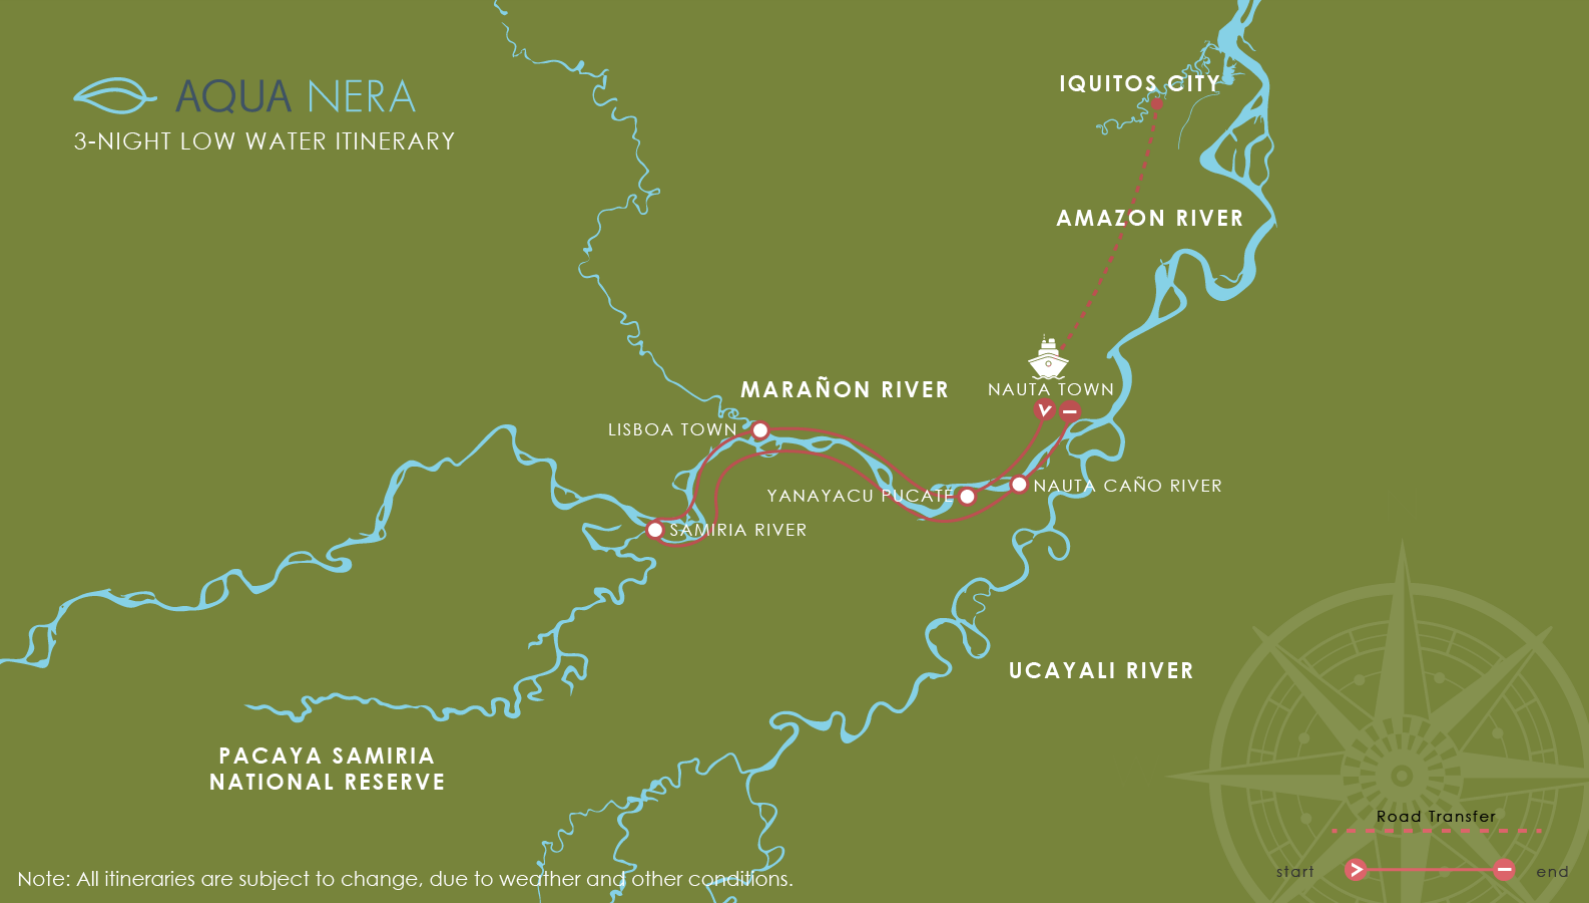 AQUA NERA
3-NIGHT LOW WATER ITINERARY
IQUITOS CITY
AMAZON RIVER
NAUTA TOWN
MARAÑON RIVER
LISBOA TOWN
YANAYACU PUCATE
NAUTA CAÑO RIVER
SAMIRIA RIVER
UCAYALI RIVER
PACAYA SAMIRIA
NATIONAL RESERVE
Road Transfer
start
end
Note: All itineraries are subject to change, due to weather and other conditions.